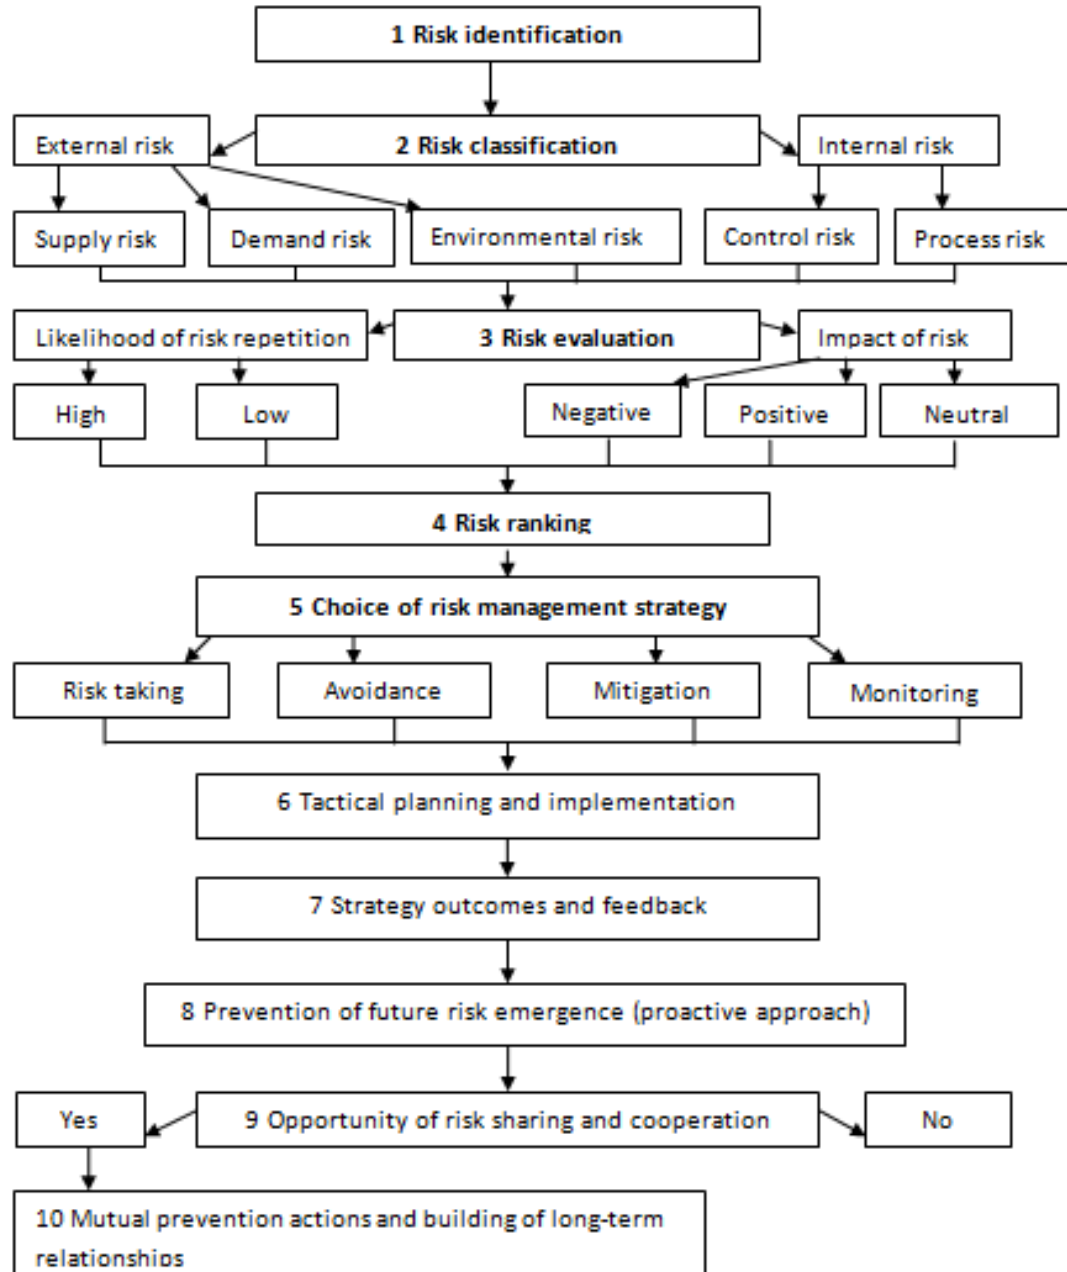 1 Risk identification
External risk
2 Risk classification
Internal risk
Supply risk
Demand risk
Environmental risk
Control risk
Process risk
Likelihood of risk repetition
3 Risk evaluation
Impact of risk
High
Low
Negative
Positive
Neutral
4 Risk ranking
5 Choice of risk management strategy
Risk taking
Avoidance
Mitigation
Monitoring
6 Tactical planning and implementation
7 Strategy outcomes and feedback
8 Prevention of future risk emergence (proactive approach)
Yes
9 Opportunity of risk sharing and cooperation
No
10 Mutual prevention actions and building of long-term
relationships